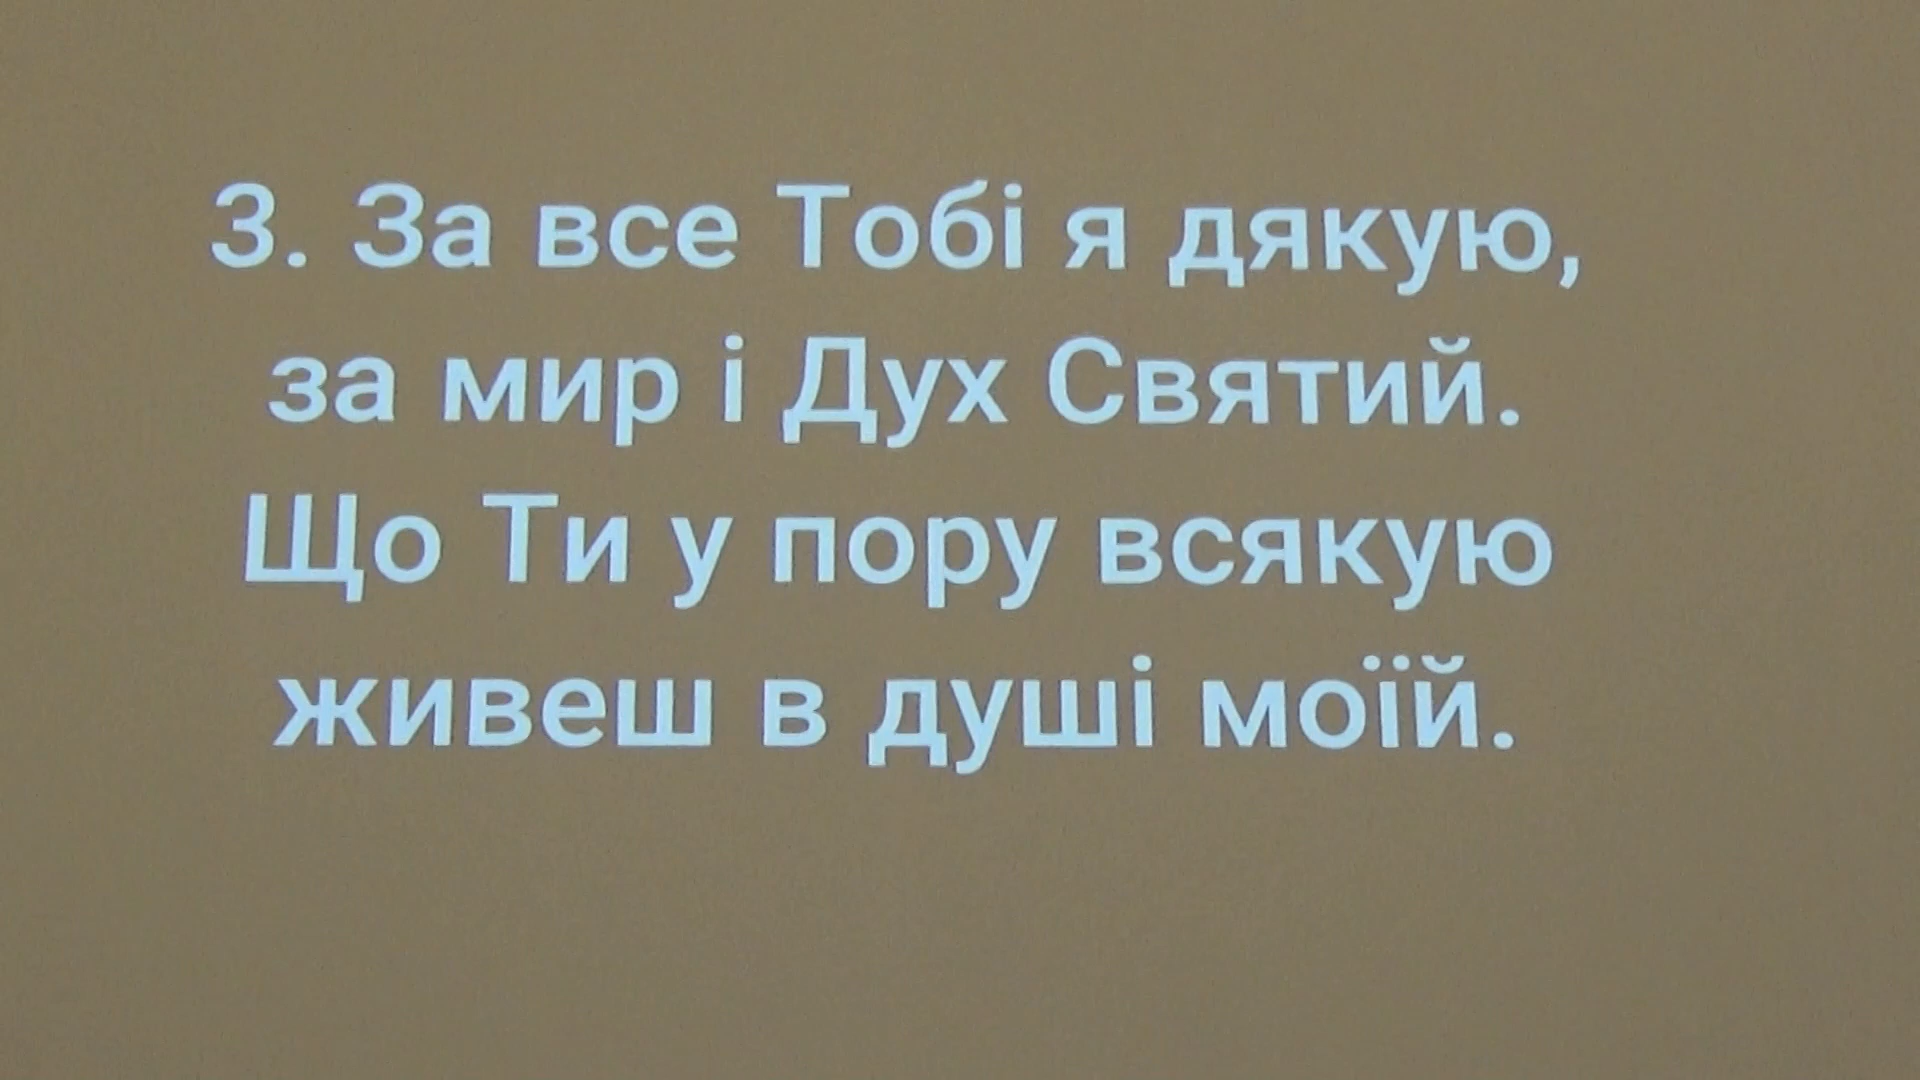 3. За все Тобі я дякую,
за мир і Дух Святий.
Що Ти у пору всякую
живеш в душі моїй.